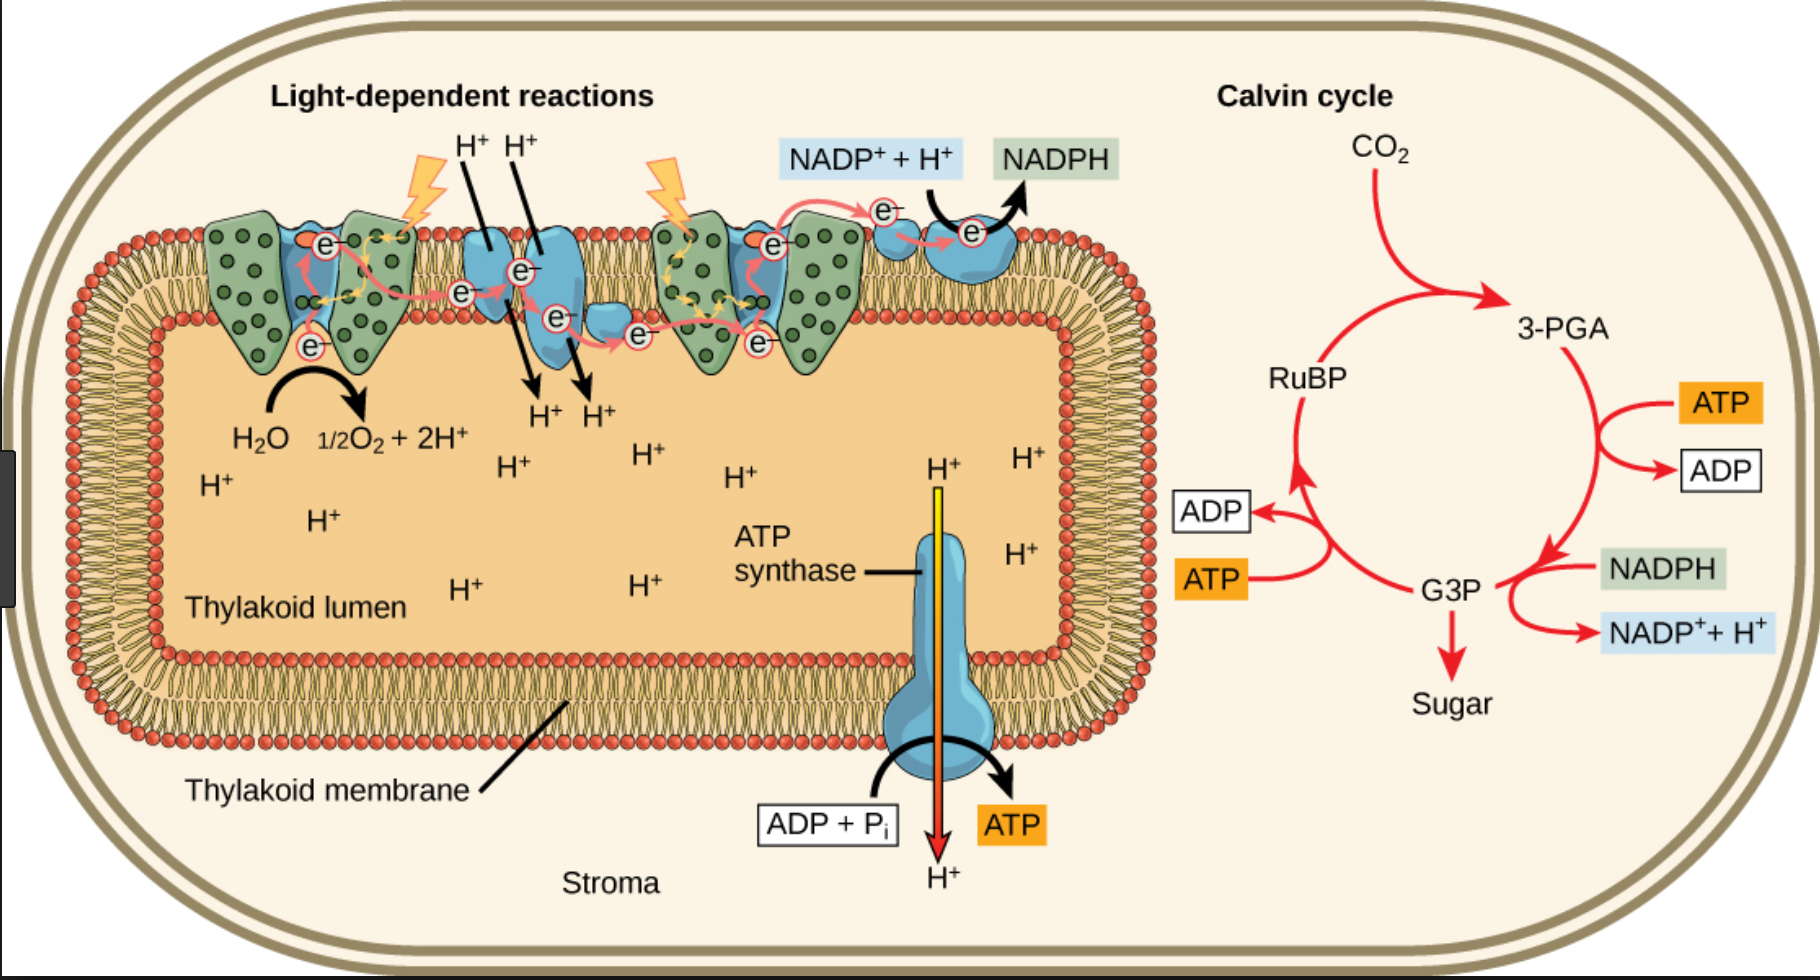 Light-dependent reactions
H⁺ H⁺
NADP⁺ + H⁺
NADPH
e⁻
e⁻
e⁻
e⁻
e⁻
e⁻
e⁻
e⁻
e⁻
e⁻
H₂O 1/2O₂ + 2H⁺
H⁺ H⁺
H⁺
H⁺
H⁺
H⁺
H⁺
H⁺
H⁺
H⁺
H⁺
H⁺
ATP
synthase
Thylakoid lumen
Thylakoid membrane
ADP + Pᵢ
ATP
H⁺
Stroma
Calvin cycle
CO₂
3-PGA
RuBP
ATP
ADP
ADP
ATP
G3P
NADPH
NADP⁺+ H⁺
Sugar